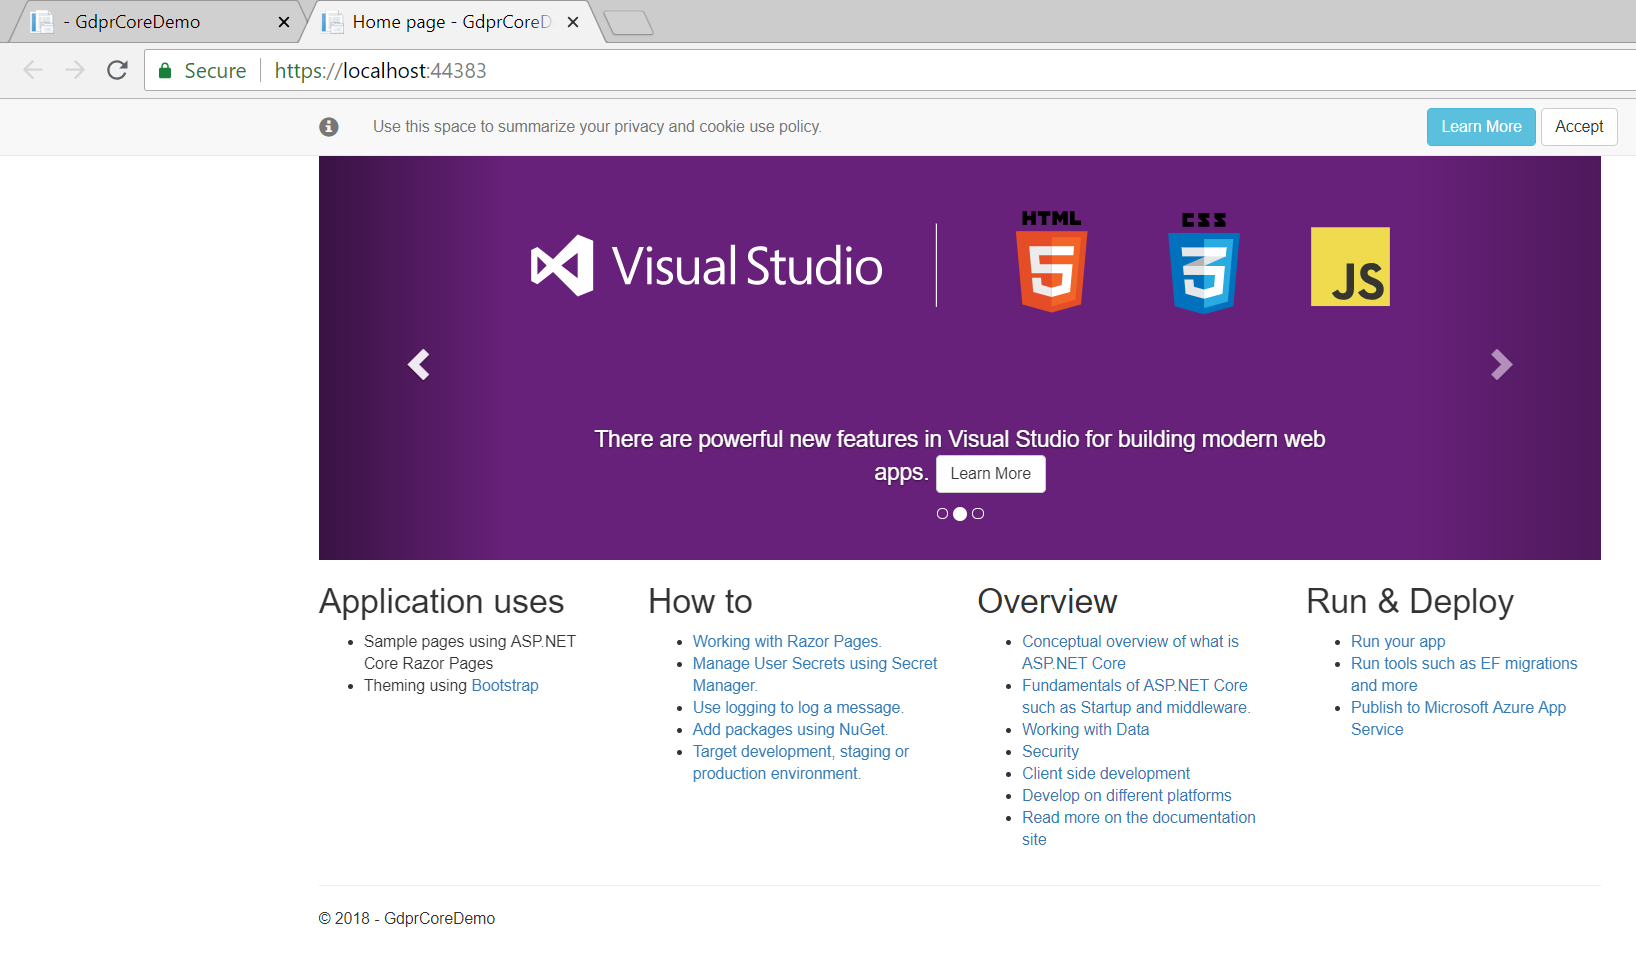 - GdprCoreDemo
Home page - GdprCoreD
Secure
https://localhost:44383
Use this space to summarize your privacy and cookie use policy.
Learn More
Accept
Visual Studio
HTML
5
CSS
3
JS
There are powerful new features in Visual Studio for building modern web
apps. Learn More
Application uses
Sample pages using ASP.NET
Core Razor Pages
Theming using Bootstrap
How to
Working with Razor Pages.
Manage User Secrets using Secret
Manager.
Use logging to log a message.
Add packages using NuGet.
Target development, staging or
production environment.
Overview
Conceptual overview of what is
ASP.NET Core
Fundamentals of ASP.NET Core
such as Startup and middleware.
Working with Data
Security
Client side development
Develop on different platforms
Read more on the documentation
site
Run & Deploy
Run your app
Run tools such as EF migrations
and more
Publish to Microsoft Azure App
Service
© 2018 - GdprCoreDemo